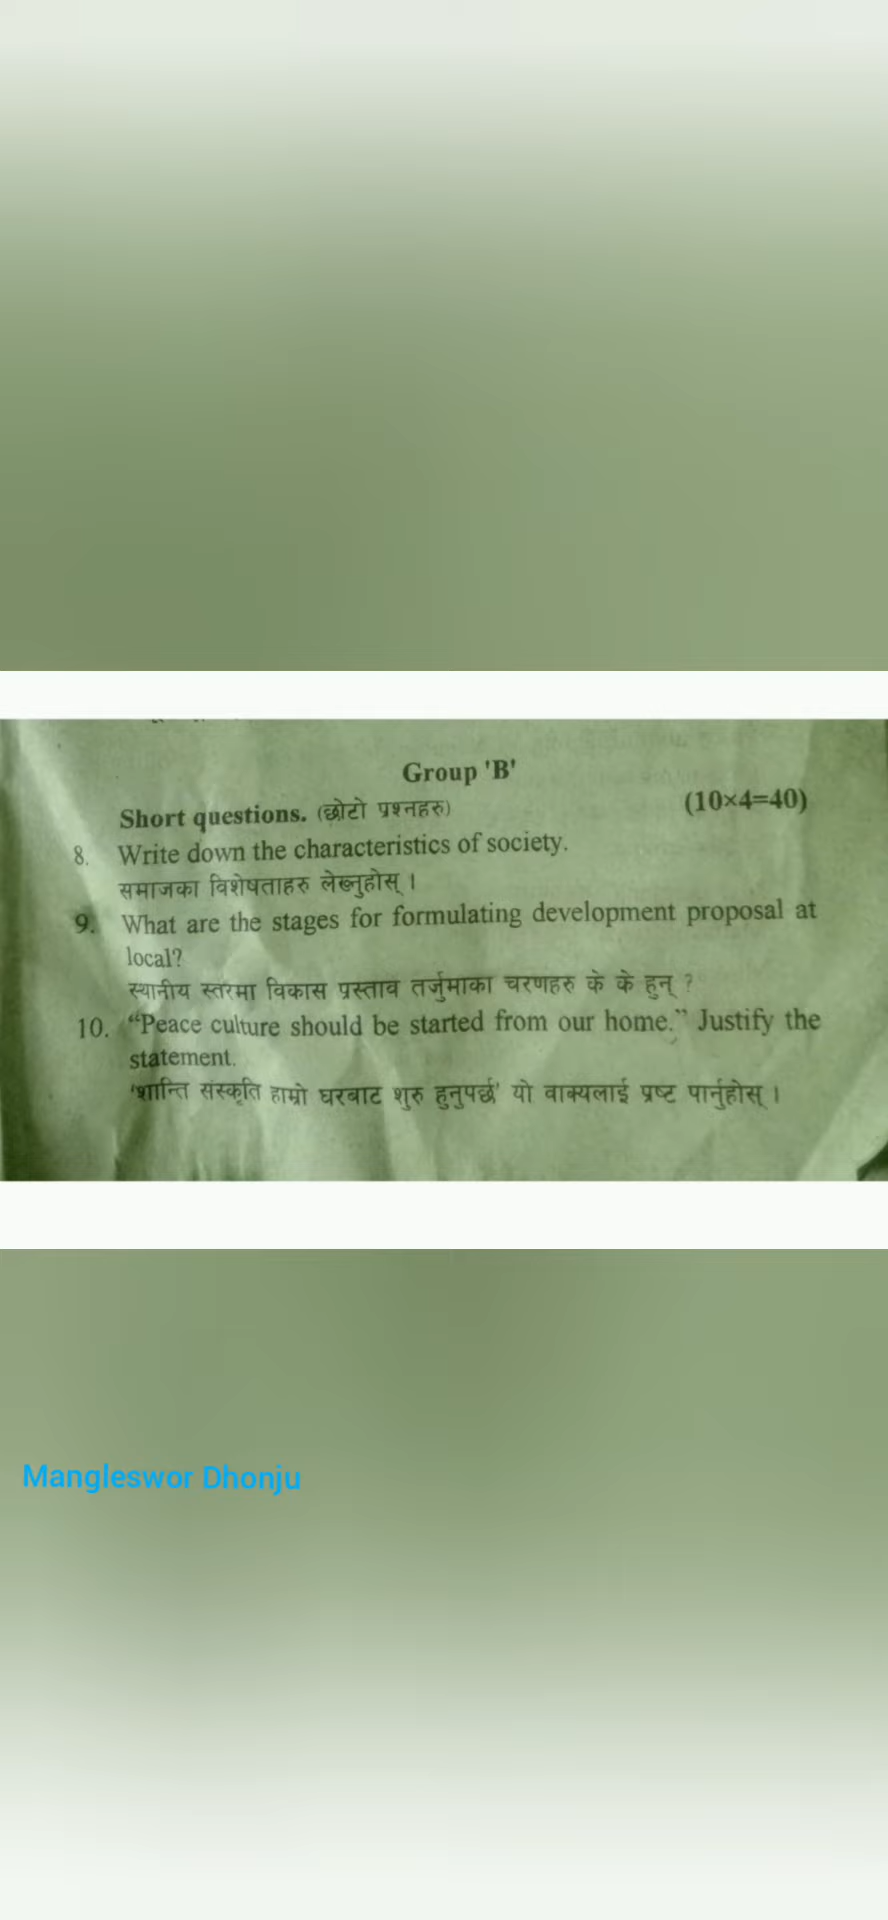 Group 'B'
Short questions. (छोटो प्रश्नहरु) (10×4=40)
8. Write down the characteristics of society.
समाजका विशेषताहरु लेख्नुहोस् ।
9. What are the stages for formulating development proposal at
local?
स्थानीय स्तरमा विकास प्रस्ताव तर्जुमाका चरणहरु के के हुन् ?
10. “Peace culture should be started from our home.” Justify the
statement.
'शान्ति संस्कृति हाम्रो घरबाट शुरु हुनुपर्छ' यो वाक्यलाई प्रष्ट पार्नुहोस् ।
Mangleswor Dhonju